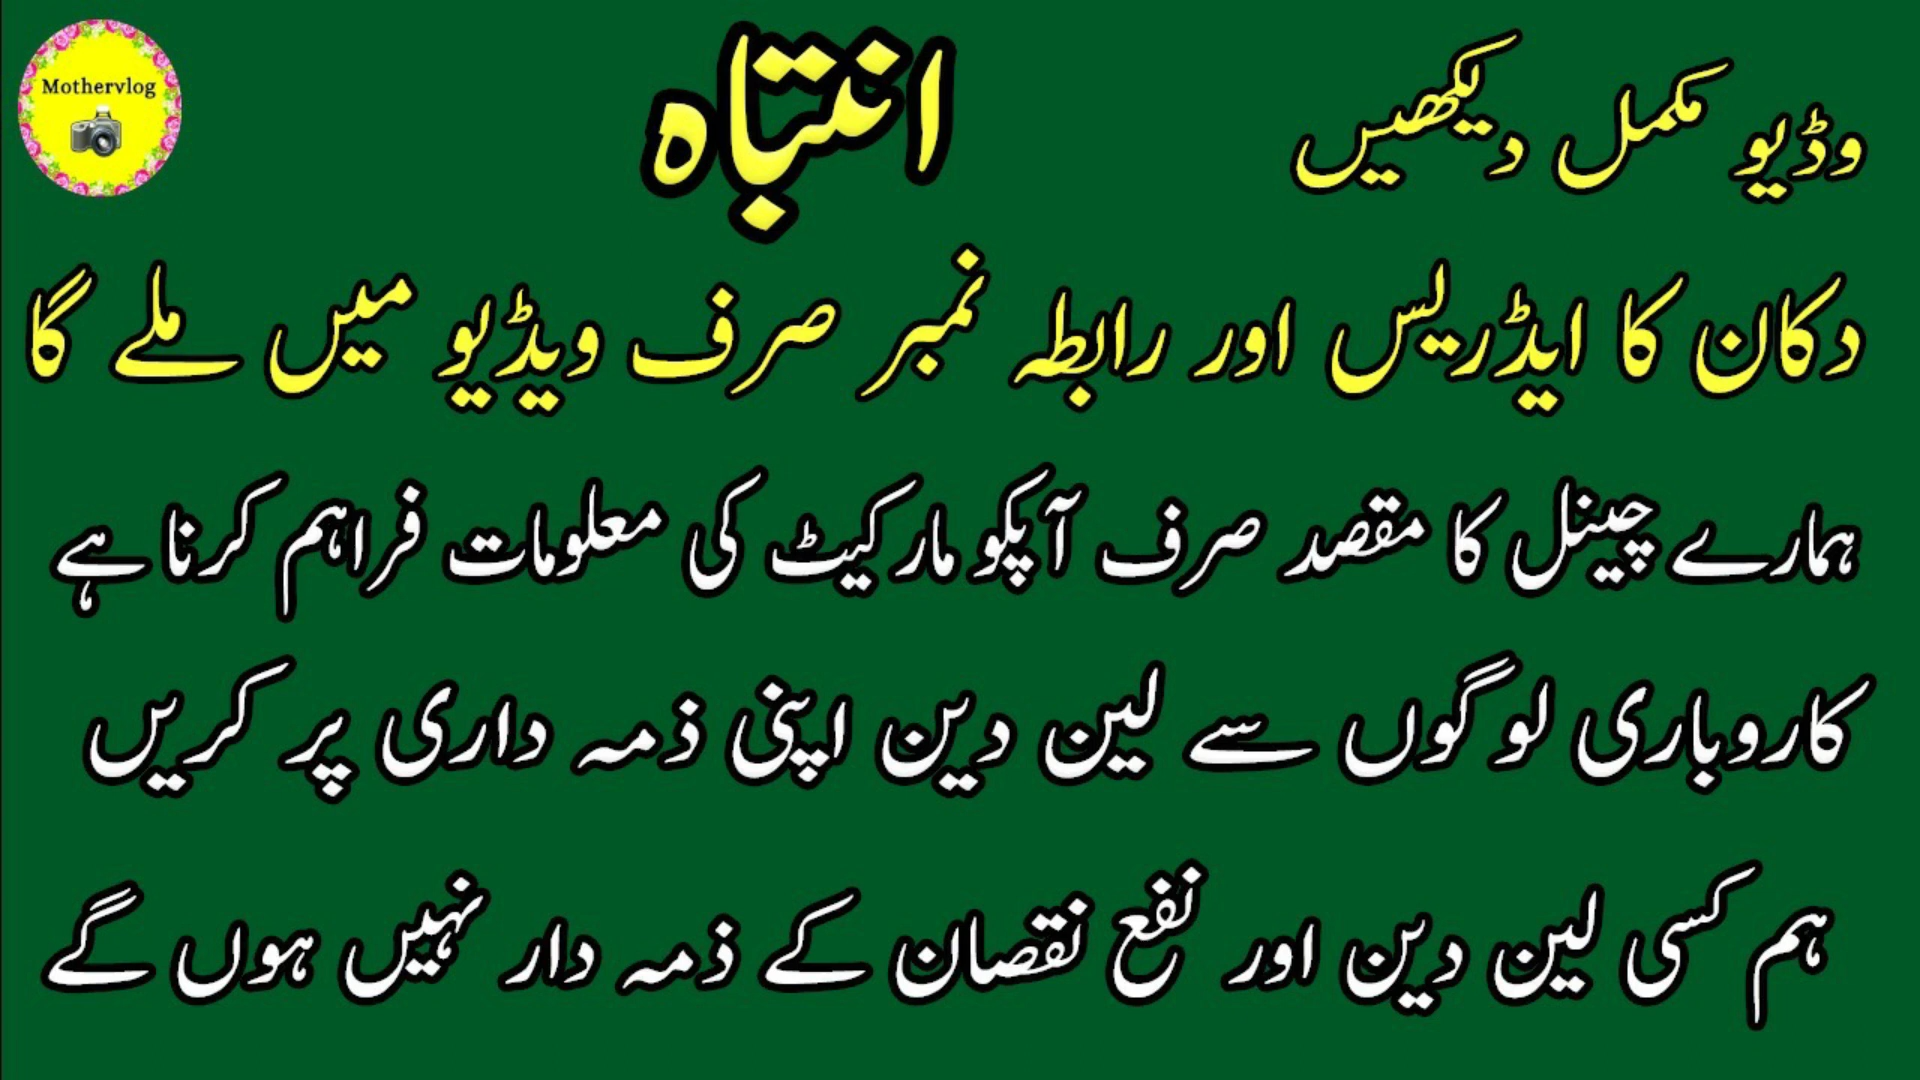 Mothervlog
وڈیو مکمل دیکھیں
انتباہ
دکان کا ایڈریس اور رابطہ نمبر صرف ویڈیو میں ملے گا
ہمارے چینل کا مقصد صرف آپکو مارکیٹ کی معلومات فراہم کرنا ہے
کاروباری لوگوں سے لین دین اپنی ذمہ داری پر کریں
ہم کسی لین دین اور نفع نقصان کے ذمہ دار نہیں ہوں گے